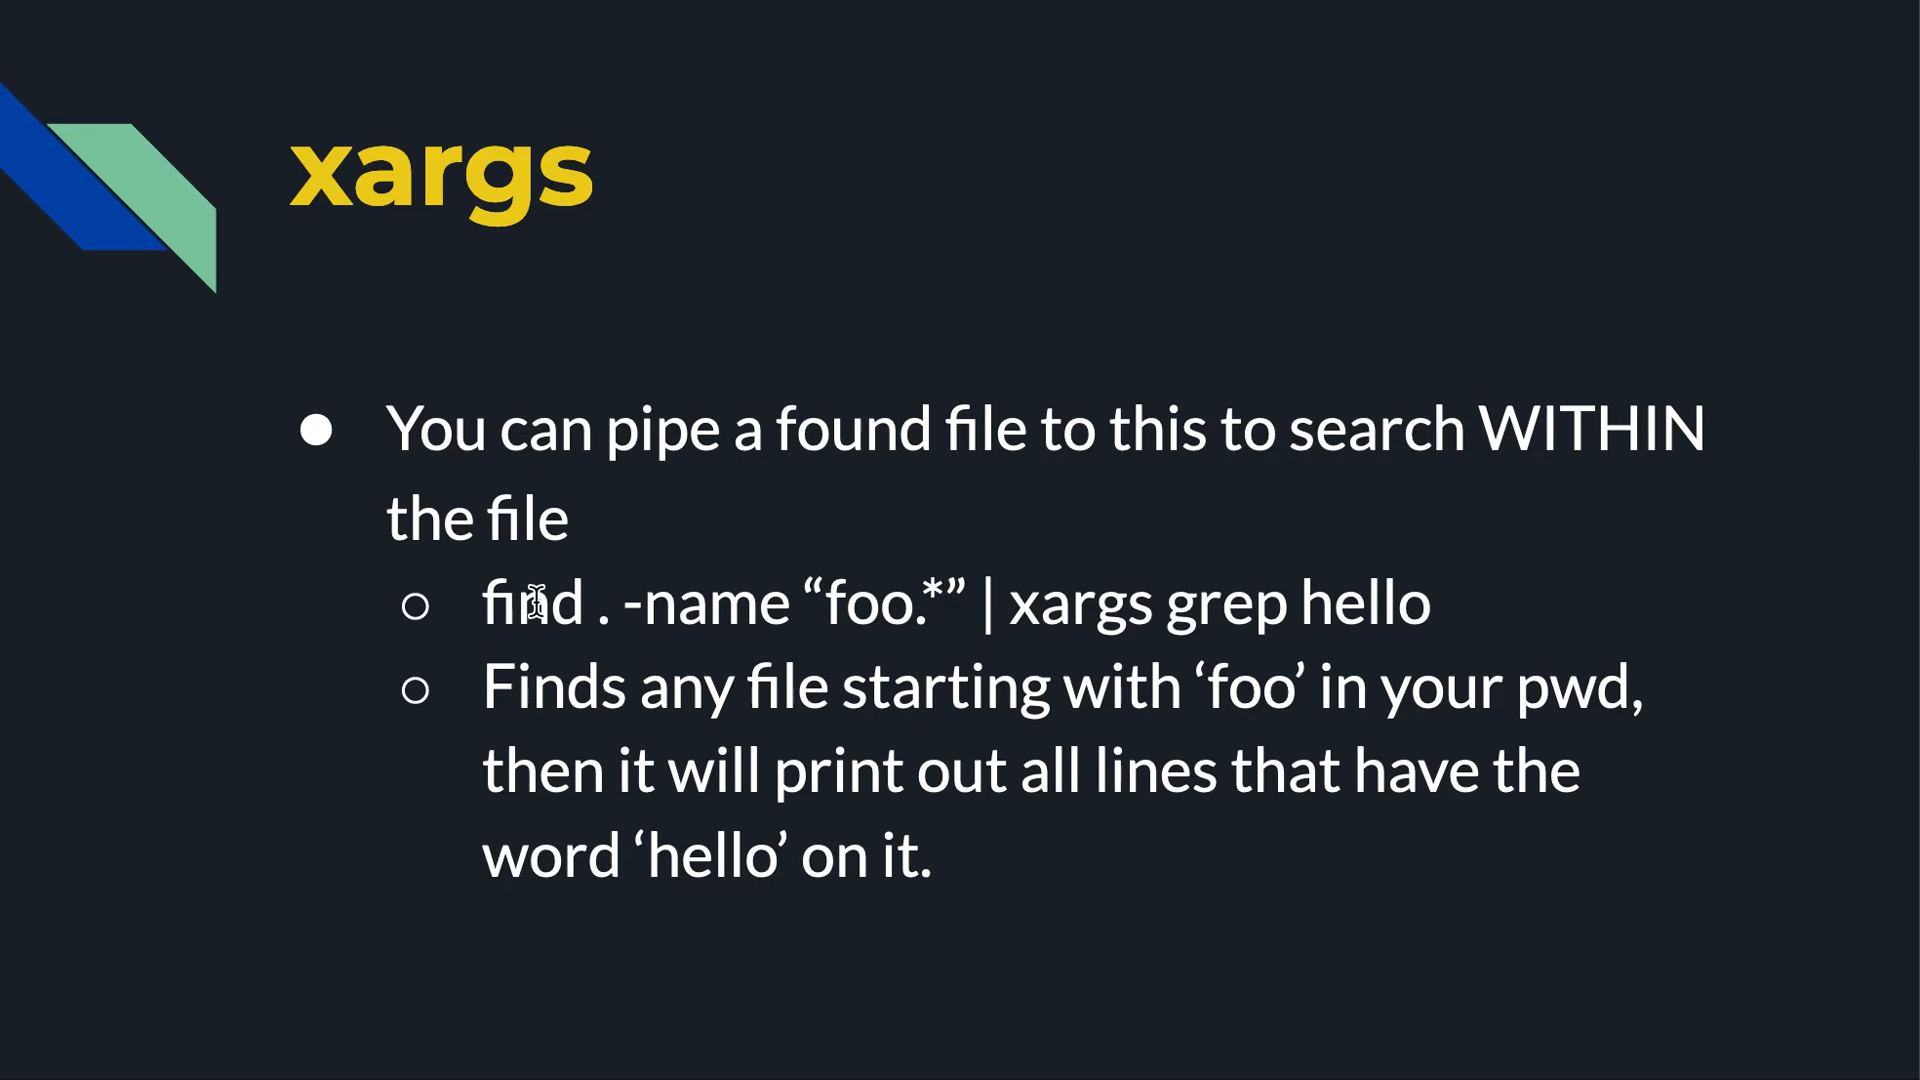 xargs
● You can pipe a found file to this to search WITHIN
the file
○ find . -name “foo.*” | xargs grep hello
○ Finds any file starting with ‘foo’ in your pwd,
then it will print out all lines that have the
word ‘hello’ on it.